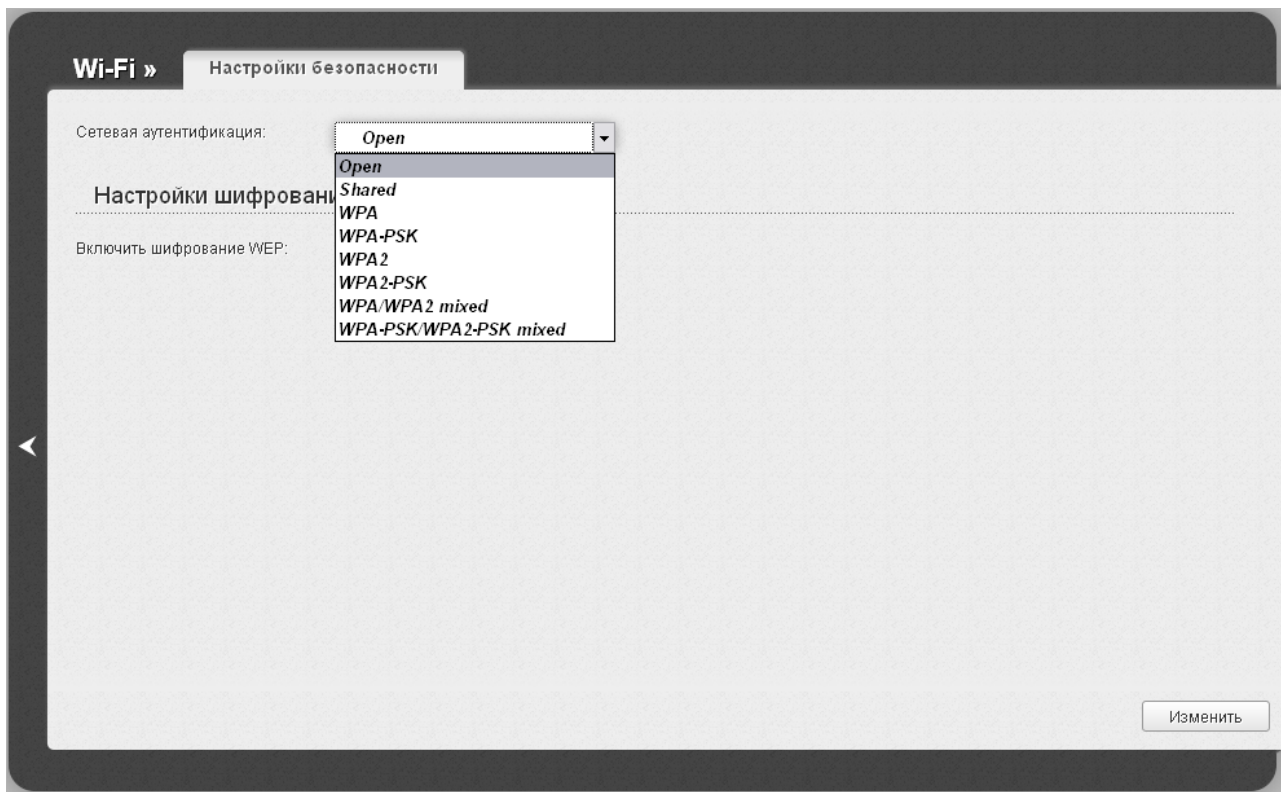 Wi-Fi »
Настройки безопасности
Сетевая аутентификация:
Open
Open
Shared
WPA
WPA-PSK
WPA2
WPA2-PSK
WPA/WPA2 mixed
WPA-PSK/WPA2-PSK mixed
Настройки
Включить шифрование WEP:
Изменить